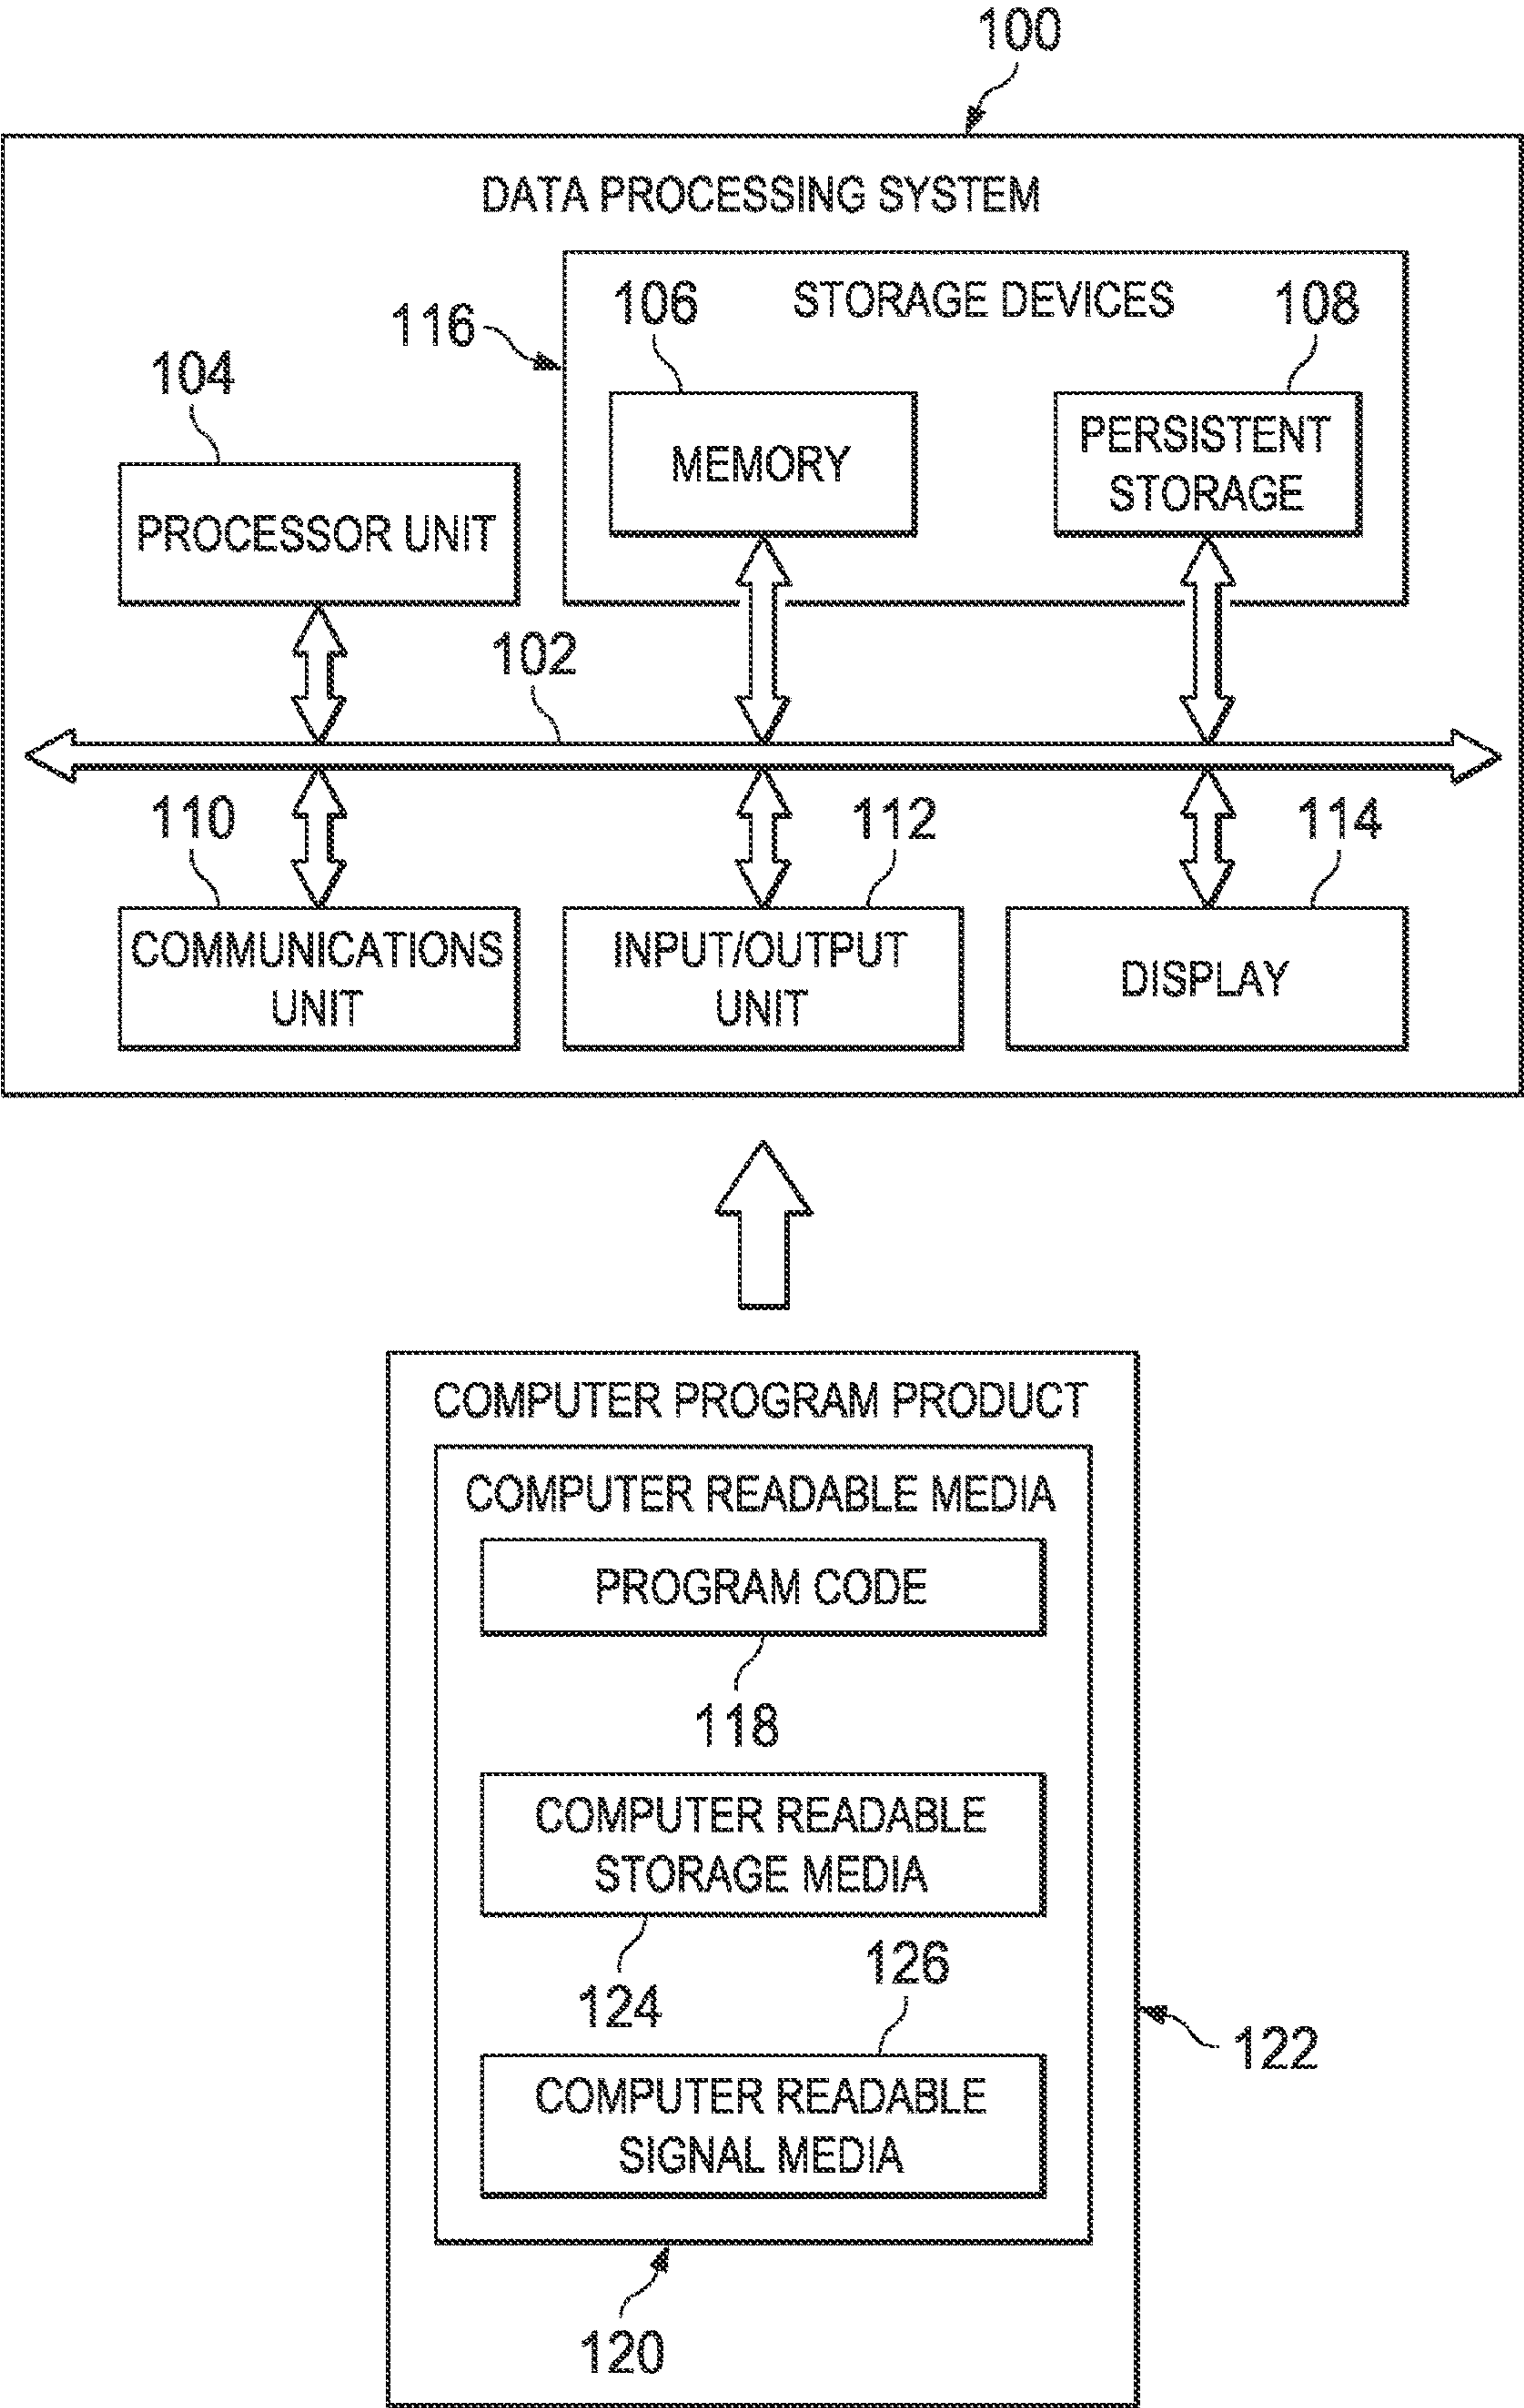 100
DATA PROCESSING SYSTEM
116
106
STORAGE DEVICES
108
104
MEMORY
PERSISTENT
STORAGE
PROCESSOR UNIT
102
110
112
114
COMMUNICATIONS
UNIT
INPUT/OUTPUT
UNIT
DISPLAY
COMPUTER PROGRAM PRODUCT
COMPUTER READABLE MEDIA
PROGRAM CODE
118
COMPUTER READABLE
STORAGE MEDIA
124
126
COMPUTER READABLE
SIGNAL MEDIA
122
120